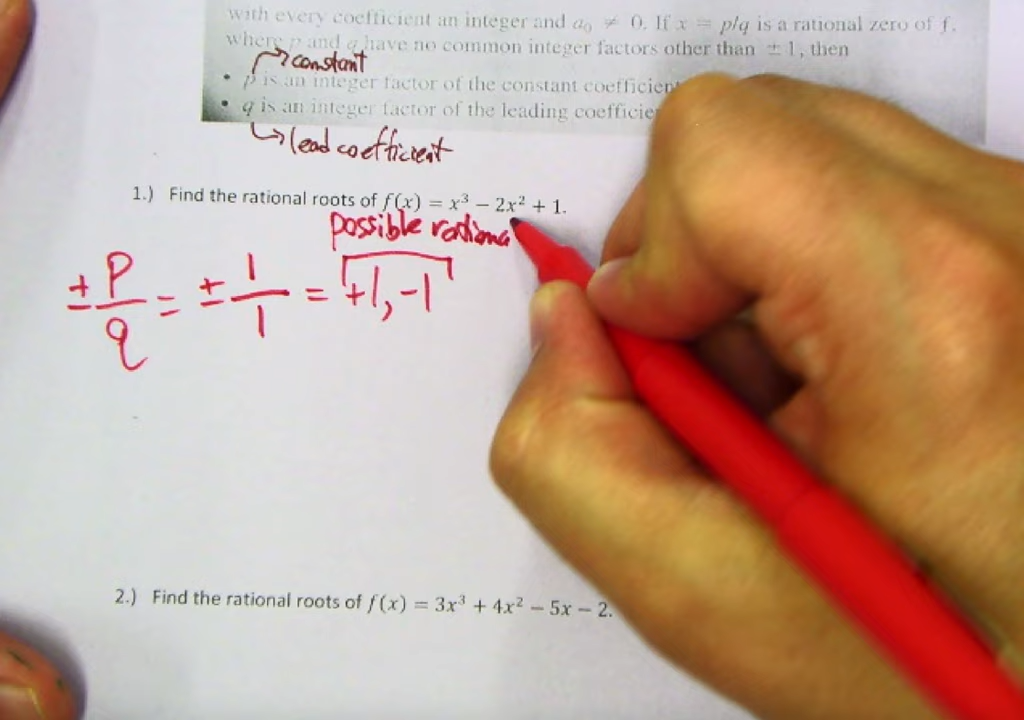 with every coefficient an integer and a₀ ≠ 0. If x = p/q is a rational zero of f,
where p and q have no common integer factors other than ±1, then
constant
• p is an integer factor of the constant
• q is an integer factor of the leading
lead coefficient
1.) Find the rational roots of f(x) = x³ − 2x² + 1.
possible rationa
± p/q = ± 1/1 = +1, -1
2.) Find the rational roots of f(x) = 3x³ + 4x² − 5x − 2.